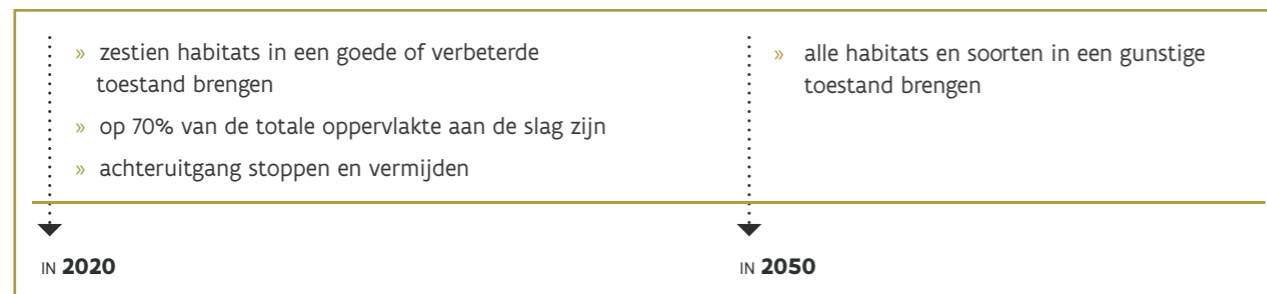 » zestien habitats in een goede of verbeterde
toestand brengen
» op 70% van de totale oppervlakte aan de slag zijn
» achteruitgang stoppen en vermijden
IN 2020
» alle habitats en soorten in een gunstige
toestand brengen
IN 2050